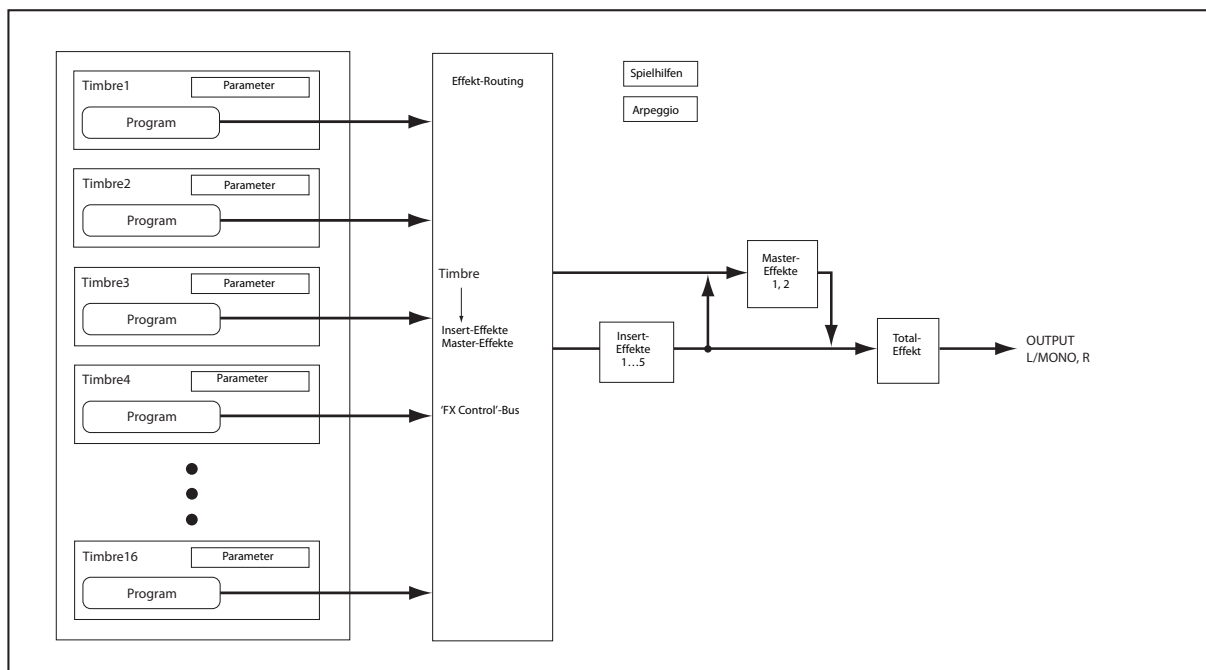 Timbre1
Parameter
Program
Timbre2
Parameter
Program
Timbre3
Parameter
Program
Timbre4
Parameter
Program
Timbre16
Parameter
Program
Effekt-Routing
Timbre
Insert-Effekte
Master-Effekte
'FX Control'-Bus
Spielhilfen
Arpeggio
Insert-
Effekte
1…5
Master-
Effekte
1, 2
Total-
Effekt
OUTPUT
L/MONO, R